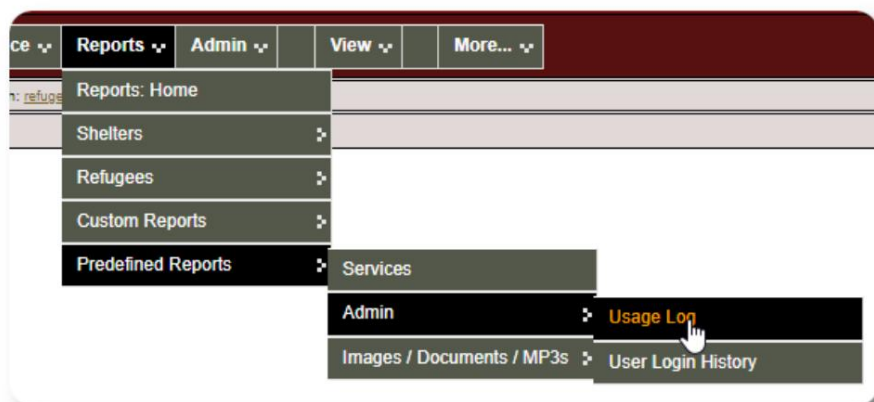 ce Reports Admin View More...
n: refuge
Reports: Home
Shelters
Refugees
Custom Reports
Predefined Reports
Services
Admin
Images / Documents / MP3s
Usage Log
User Login History